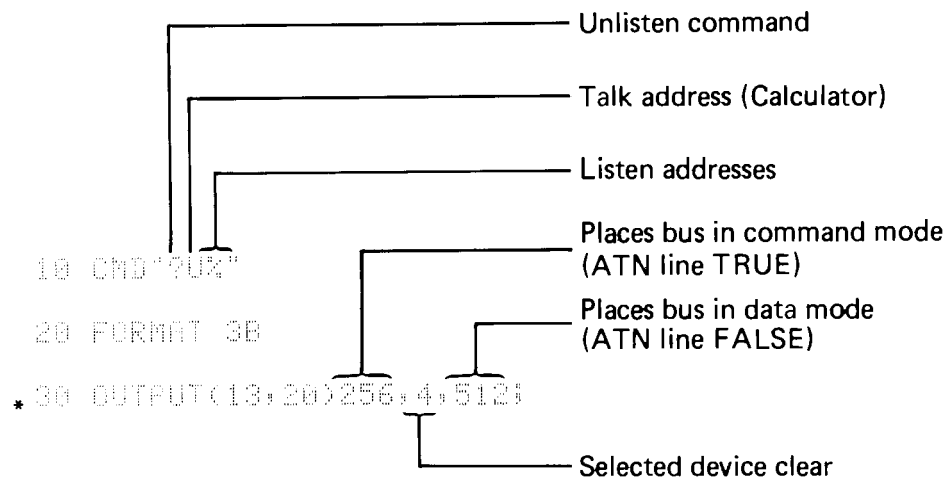 Unlisten command
Talk address (Calculator)
Listen addresses
Places bus in command mode
(ATN line TRUE)
10 CMD"?U%"
Places bus in data mode
(ATN line FALSE)
20 FORMAT 3B
* 30 OUTPUT(13,20)256,4,512;
Selected device clear